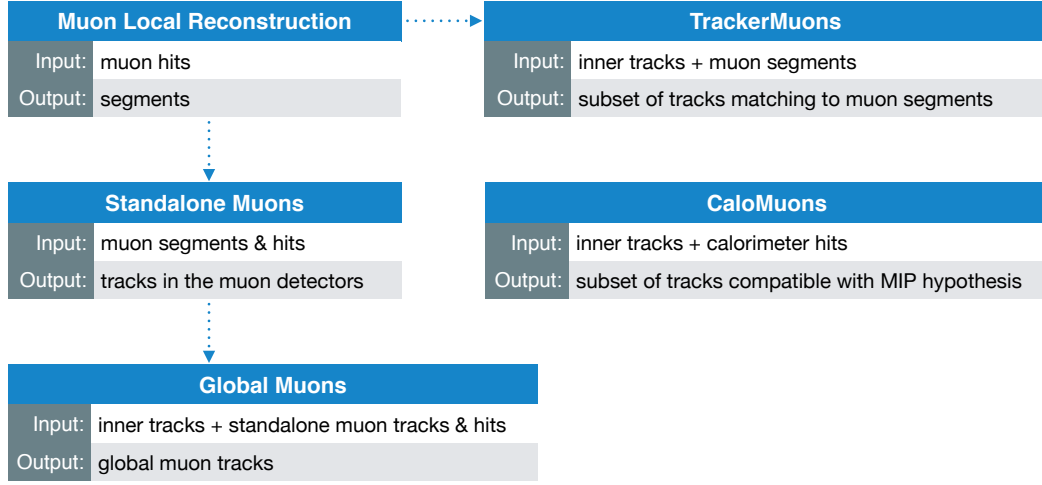 Muon Local Reconstruction
Input: muon hits
Output: segments
TrackerMuons
Input: inner tracks + muon segments
Output: subset of tracks matching to muon segments
Standalone Muons
Input: muon segments & hits
Output: tracks in the muon detectors
CaloMuons
Input: inner tracks + calorimeter hits
Output: subset of tracks compatible with MIP hypothesis
Global Muons
Input: inner tracks + standalone muon tracks & hits
Output: global muon tracks